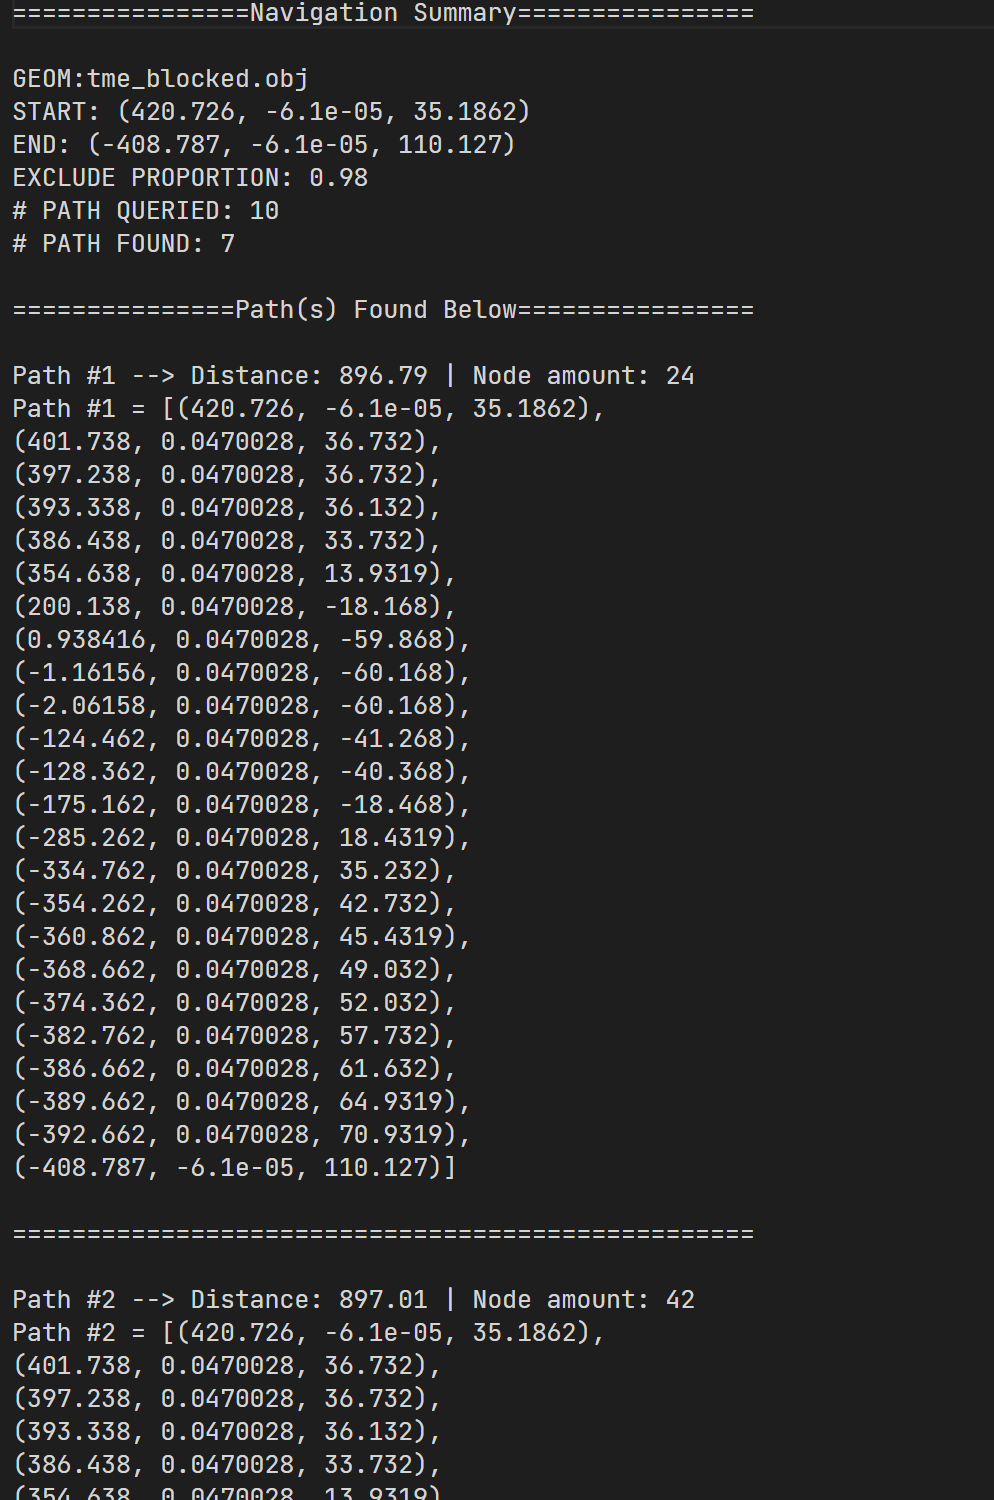 ================Navigation Summary================
GEOM:tme_blocked.obj
START: (420.726, -6.1e-05, 35.1862)
END: (-408.787, -6.1e-05, 110.127)
EXCLUDE PROPORTION: 0.98
# PATH QUERIED: 10
# PATH FOUND: 7
===============Path(s) Found Below================
Path #1 --> Distance: 896.79 | Node amount: 24
Path #1 = [(420.726, -6.1e-05, 35.1862),
(401.738, 0.0470028, 36.732),
(397.238, 0.0470028, 36.732),
(393.338, 0.0470028, 36.132),
(386.438, 0.0470028, 33.732),
(354.638, 0.0470028, 13.9319),
(200.138, 0.0470028, -18.168),
(0.938416, 0.0470028, -59.868),
(-1.16156, 0.0470028, -60.168),
(-2.06158, 0.0470028, -60.168),
(-124.462, 0.0470028, -41.268),
(-128.362, 0.0470028, -40.368),
(-175.162, 0.0470028, -18.468),
(-285.262, 0.0470028, 18.4319),
(-334.762, 0.0470028, 35.232),
(-354.262, 0.0470028, 42.732),
(-360.862, 0.0470028, 45.4319),
(-368.662, 0.0470028, 49.032),
(-374.362, 0.0470028, 52.032),
(-382.762, 0.0470028, 57.732),
(-386.662, 0.0470028, 61.632),
(-389.662, 0.0470028, 64.9319),
(-392.662, 0.0470028, 70.9319),
(-408.787, -6.1e-05, 110.127)]
==================================================
Path #2 --> Distance: 897.01 | Node amount: 42
Path #2 = [(420.726, -6.1e-05, 35.1862),
(401.738, 0.0470028, 36.732),
(397.238, 0.0470028, 36.732),
(393.338, 0.0470028, 36.132),
(386.438, 0.0470028, 33.732),
(354.638, 0.0470028, 13.9319)